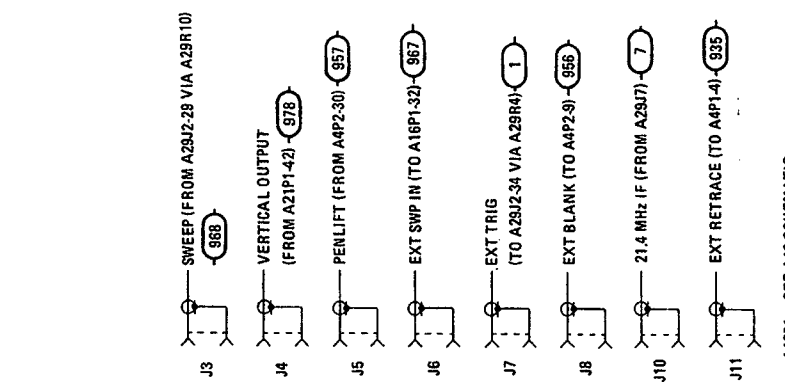 J3 SWEEP (FROM A29J2-29 VIA A29R10)
968
J4 VERTICAL OUTPUT
(FROM A21P1-42) 978
J5 PENLIFT (FROM A4P2-30) 957
J6 EXT SWP IN (TO A16P1-32) 967
J7 EXT TRIG
(TO A29J2-34 VIA A29R4) 1
J8 EXT BLANK (TO A4P2-9) 956
J10 21.4 MHz IF (FROM A29J7) 7
J11 EXT RETRACE (TO A4P1-4) 935